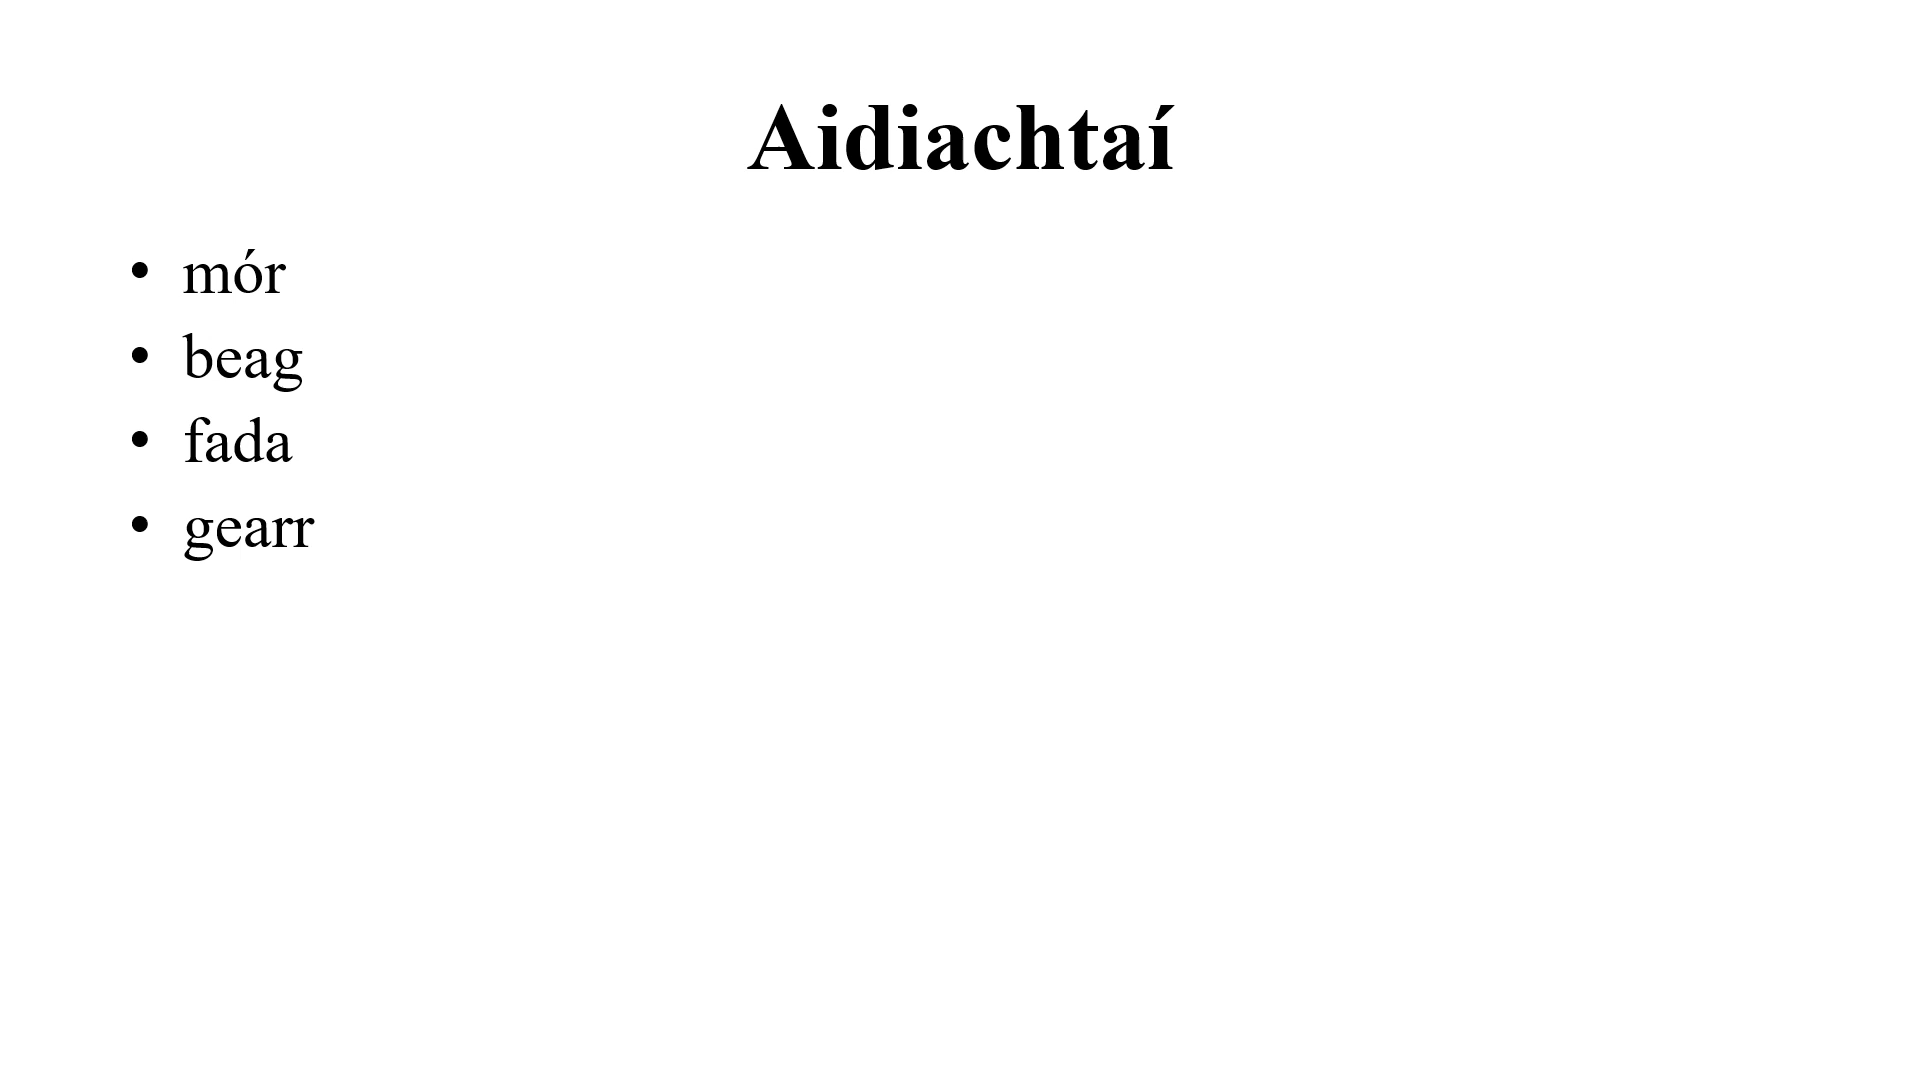 Aidiachtaí
• mór
• beag
• fada
• gearr